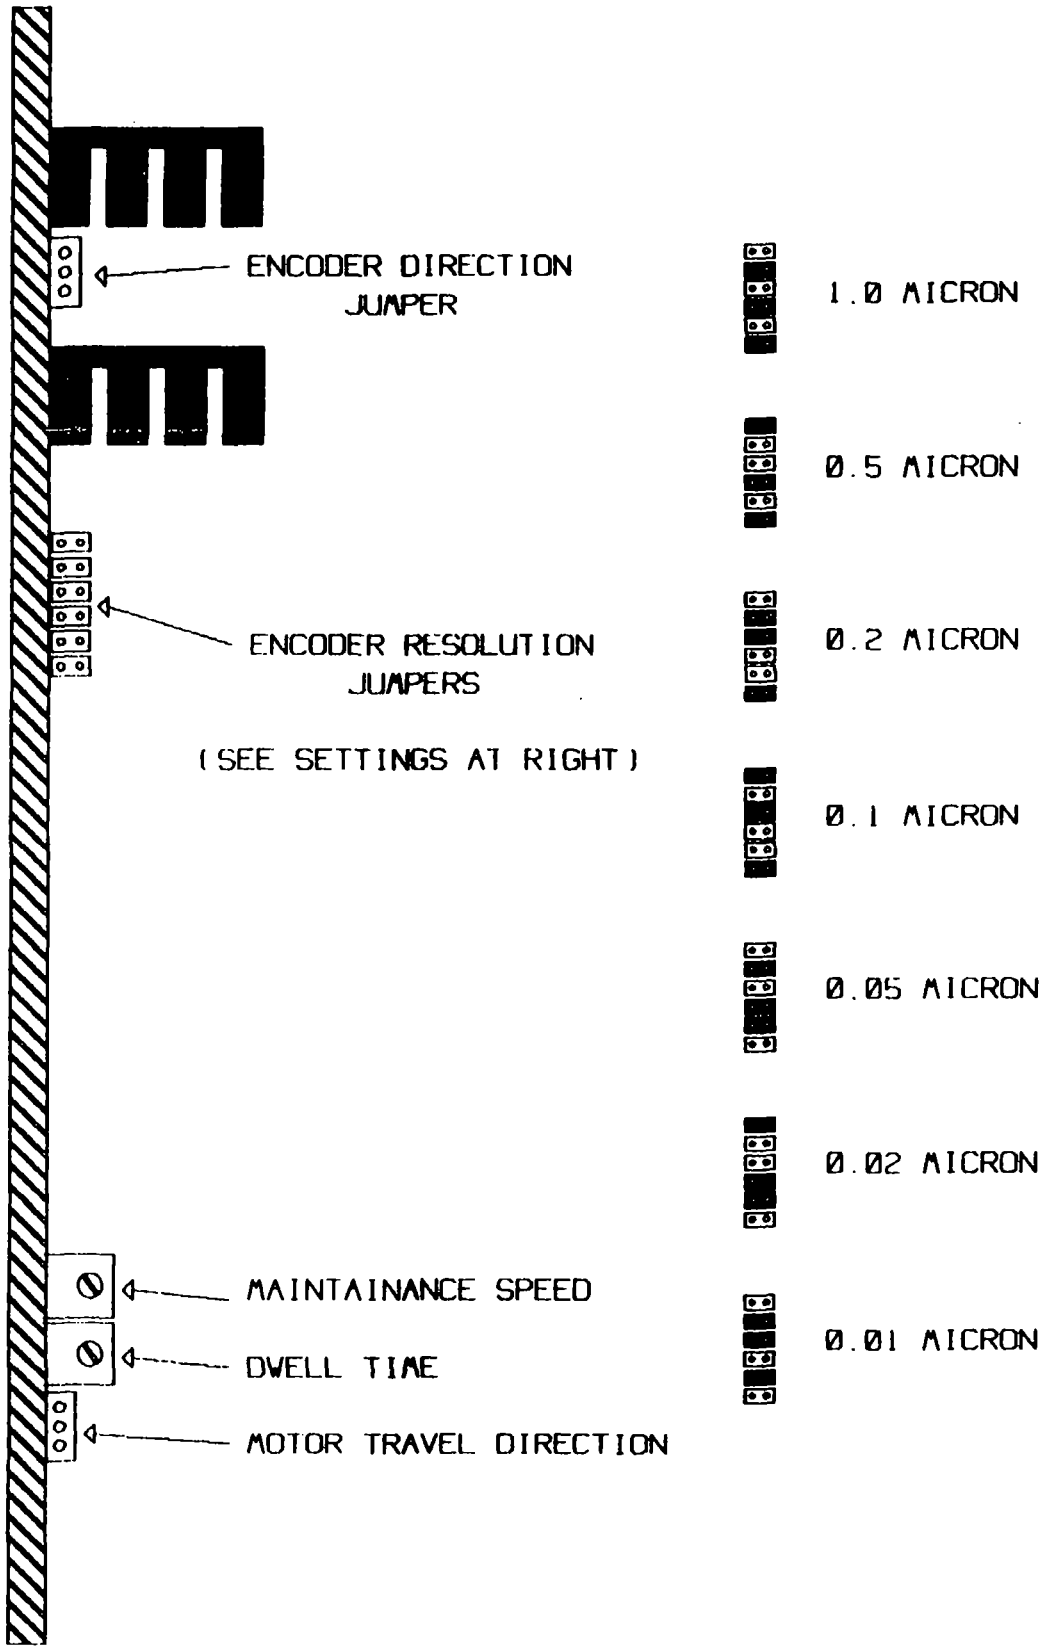 ENCODER DIRECTION
JUMPER
ENCODER RESOLUTION
JUMPERS
(SEE SETTINGS AT RIGHT)
MAINTAINANCE SPEED
DWELL TIME
MOTOR TRAVEL DIRECTION
1.0 MICRON
0.5 MICRON
0.2 MICRON
0.1 MICRON
0.05 MICRON
0.02 MICRON
0.01 MICRON